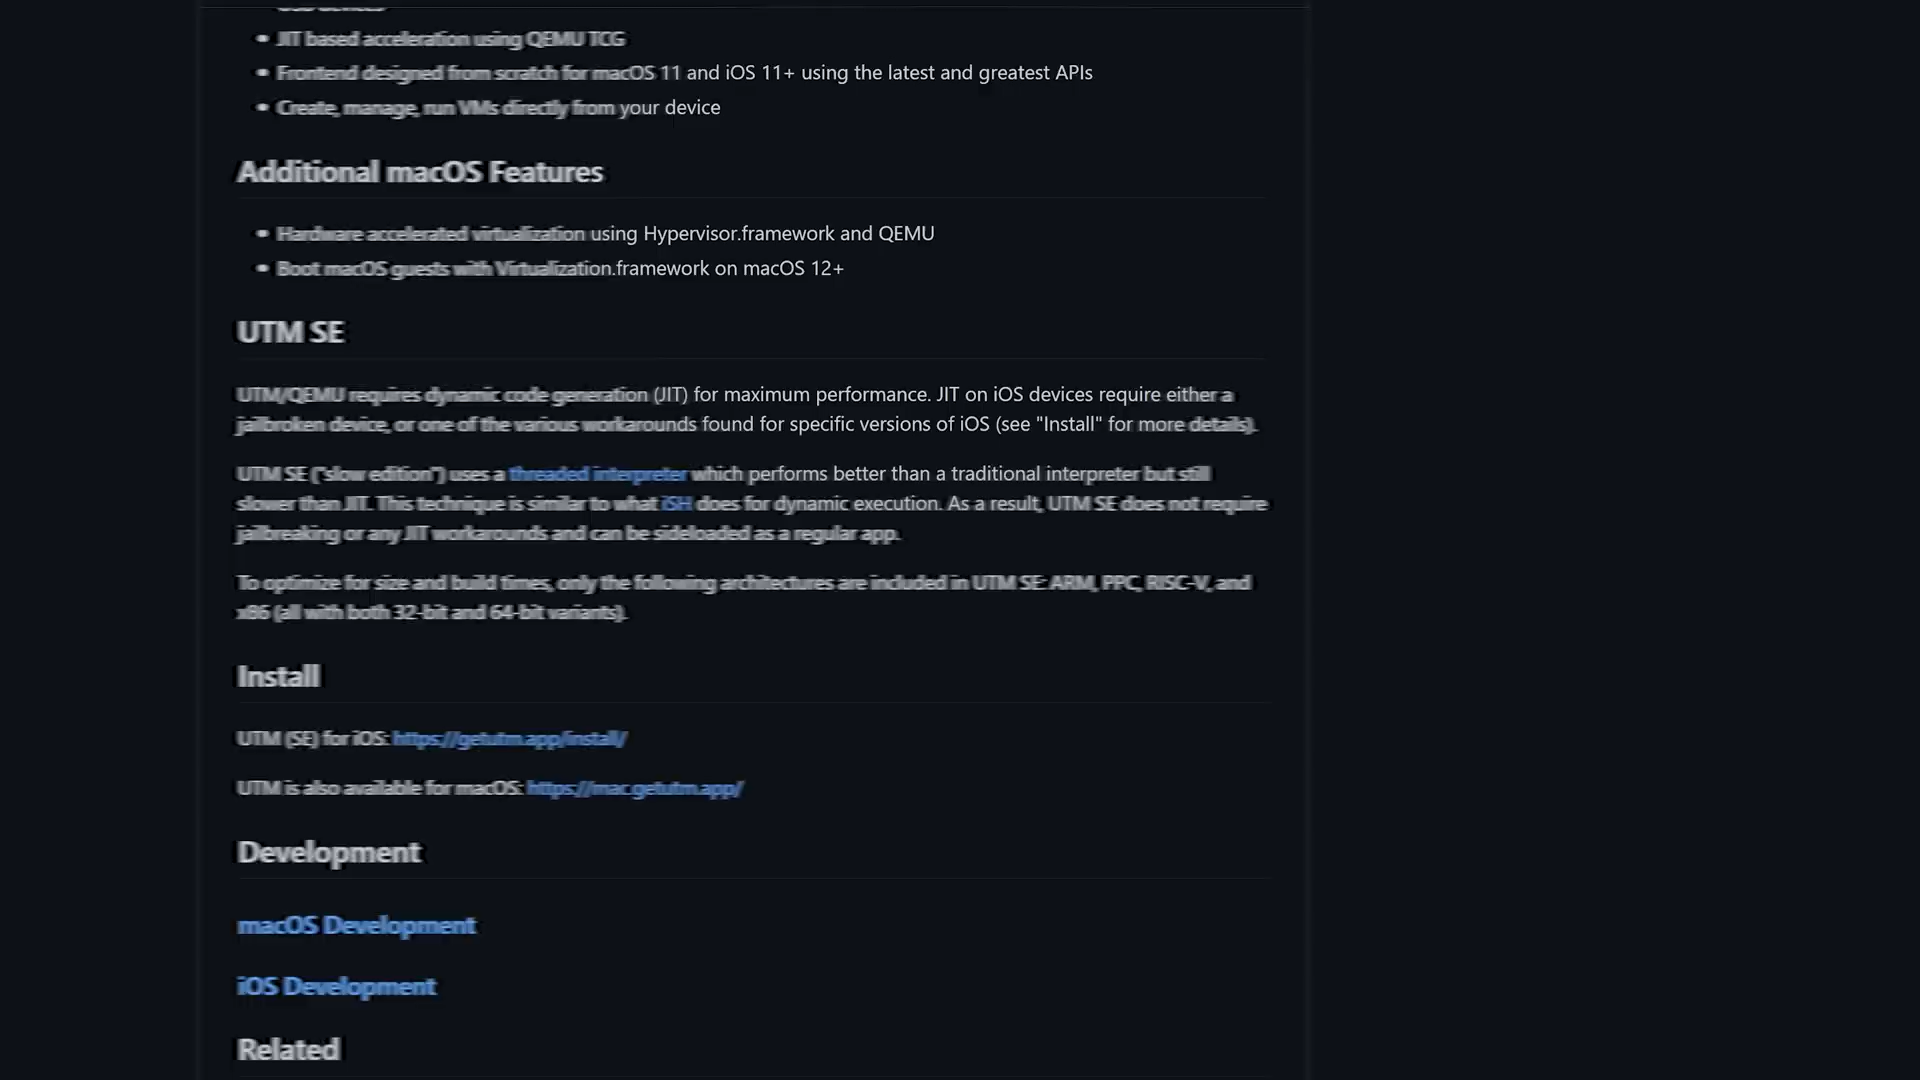 USB devices
JIT based acceleration using QEMU TCG
Frontend designed from scratch for macOS 11 and iOS 11+ using the latest and greatest APIs
Create, manage, run VMs directly from your device
Additional macOS Features
Hardware accelerated virtualization using Hypervisor.framework and QEMU
Boot macOS guests with Virtualization.framework on macOS 12+
UTM SE
UTM/QEMU requires dynamic code generation (JIT) for maximum performance. JIT on iOS devices require either a
jailbroken device, or one of the various workarounds found for specific versions of iOS (see "Install" for more details).
UTM SE ("slow edition") uses a threaded interpreter which performs better than a traditional interpreter but still
slower than JIT. This technique is similar to what iSH does for dynamic execution. As a result, UTM SE does not require
jailbreaking or any JIT workarounds and can be sideloaded as a regular app.
To optimize for size and build times, only the following architectures are included in UTM SE: ARM, PPC, RISC-V, and
x86 (all with both 32-bit and 64-bit variants).
Install
UTM (SE) for iOS: https://getutm.app/install/
UTM is also available for macOS: https://mac.getutm.app/
Development
macOS Development
iOS Development
Related